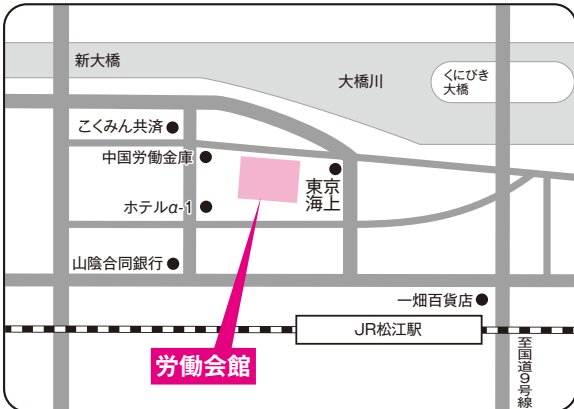 新大橋
大橋川
くにびき
大橋
こくみん共済
中国労働金庫
東京
海上
ホテルα-1
山陰合同銀行
一畑百貨店
JR松江駅
労働会館
至国道9号線